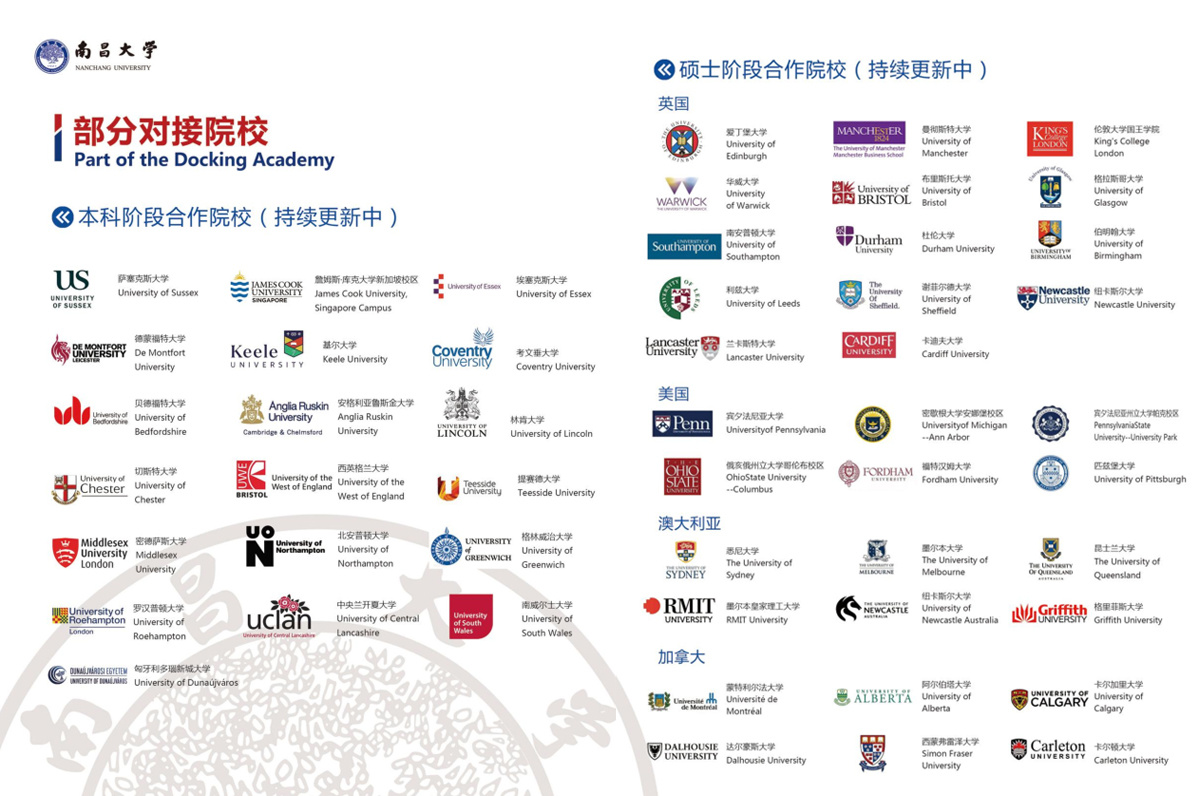 南昌大学
NANCHANG UNIVERSITY
部分对接院校
Part of the Docking Academy
本科阶段合作院校（持续更新中）
US
UNIVERSITY
OF SUSSEX
萨塞克斯大学
University of Sussex
JAMES COOK
UNIVERSITY
SINGAPORE
詹姆斯·库克大学新加坡校区
James Cook University,
Singapore Campus
University of Essex
埃塞克斯大学
University of Essex
DE MONTFORT
UNIVERSITY
LEICESTER
德蒙福特大学
De Montfort
University
Keele
UNIVERSITY
基尔大学
Keele University
Coventry
University
考文垂大学
Coventry University
University of
Bedfordshire
贝德福特大学
University of
Bedfordshire
Anglia Ruskin
University
Cambridge & Chelmsford
安格利亚鲁斯金大学
Anglia Ruskin
University
UNIVERSITY OF
LINCOLN
林肯大学
University of Lincoln
University of
Chester
切斯特大学
University of
Chester
UWE
BRISTOL
University of the
West of England
西英格兰大学
University of the
West of England
Teesside
University
提赛德大学
Teesside University
Middlesex
University
London
密德萨斯大学
Middlesex
University
UON
University of
Northampton
北安普顿大学
University of
Northampton
UNIVERSITY
of
GREENWICH
格林威治大学
University of
Greenwich
University of
Roehampton
London
罗汉普顿大学
University of
Roehampton
uclan
University of Central Lancashire
中央兰开夏大学
University of Central
Lancashire
University
of South
Wales
南威尔士大学
University of
South Wales
DUNAÚJVÁROSI EGYETEM
UNIVERSITY OF DUNAÚJVÁROS
匈牙利多瑙新城大学
University of Dunaújváros
硕士阶段合作院校（持续更新中）
英国
爱丁堡大学
University of
Edinburgh
MANCHESTER
1824
The University of Manchester
Manchester Business School
曼彻斯特大学
University of
Manchester
KING'S
College
LONDON
伦敦大学国王学院
King's College
London
WARWICK
THE UNIVERSITY OF WARWICK
华威大学
University
of Warwick
University of
BRISTOL
布里斯托大学
University of
Bristol
University of Glasgow
格拉斯哥大学
University of
Glasgow
UNIVERSITY OF
Southampton
南安普顿大学
University of
Southampton
Durham
University
杜伦大学
Durham University
UNIVERSITY OF
BIRMINGHAM
伯明翰大学
University of
Birmingham
UNIVERSITY OF LEEDS
利兹大学
University of Leeds
The
University
Of
Sheffield.
谢菲尔德大学
University of
Sheffield
Newcastle
University
纽卡斯尔大学
Newcastle University
Lancaster
University
兰卡斯特大学
Lancaster University
CARDIFF
UNIVERSITY
卡迪夫大学
Cardiff University
美国
Penn
宾夕法尼亚大学
Universityof Pennsylvania
密歇根大学安娜堡校区
Universityof Michigan
--Ann Arbor
宾夕法尼亚州立大学帕克校区
PennsylvaniaState
University--University Park
THE
OHIO
STATE
UNIVERSITY
俄亥俄州立大学哥伦布校区
OhioState University
--Columbus
FORDHAM
UNIVERSITY
福特汉姆大学
Fordham University
匹兹堡大学
University of Pittsburgh
澳大利亚
THE UNIVERSITY OF
SYDNEY
悉尼大学
The University of
Sydney
THE UNIVERSITY OF
MELBOURNE
墨尔本大学
The University of
Melbourne
THE UNIVERSITY
OF QUEENSLAND
AUSTRALIA
昆士兰大学
The University of
Queensland
RMIT
UNIVERSITY
墨尔本皇家理工大学
RMIT University
THE UNIVERSITY OF
NEWCASTLE
AUSTRALIA
纽卡斯尔大学
University of
Newcastle Australia
Griffith
UNIVERSITY
格里菲斯大学
Griffith University
加拿大
Université
de Montréal
蒙特利尔法大学
Université de
Montréal
UNIVERSITY OF
ALBERTA
阿尔伯塔大学
University of
Alberta
UNIVERSITY OF
CALGARY
卡尔加里大学
University of
Calgary
DALHOUSIE
UNIVERSITY
达尔豪斯大学
Dalhousie University
西蒙弗雷泽大学
Simon Fraser
University
Carleton
UNIVERSITY
卡尔顿大学
Carleton University